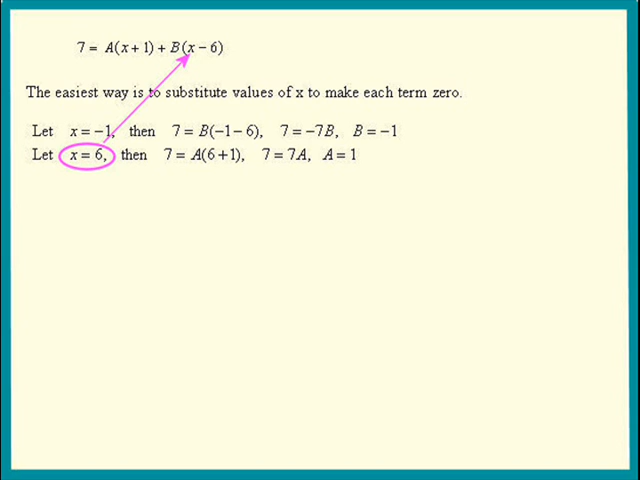 7 = A(x + 1) + B(x − 6)
The easiest way is to substitute values of x to make each term zero.
Let x = −1, then 7 = B(−1 − 6), 7 = −7B, B = −1
Let x = 6, then 7 = A(6 + 1), 7 = 7A, A = 1